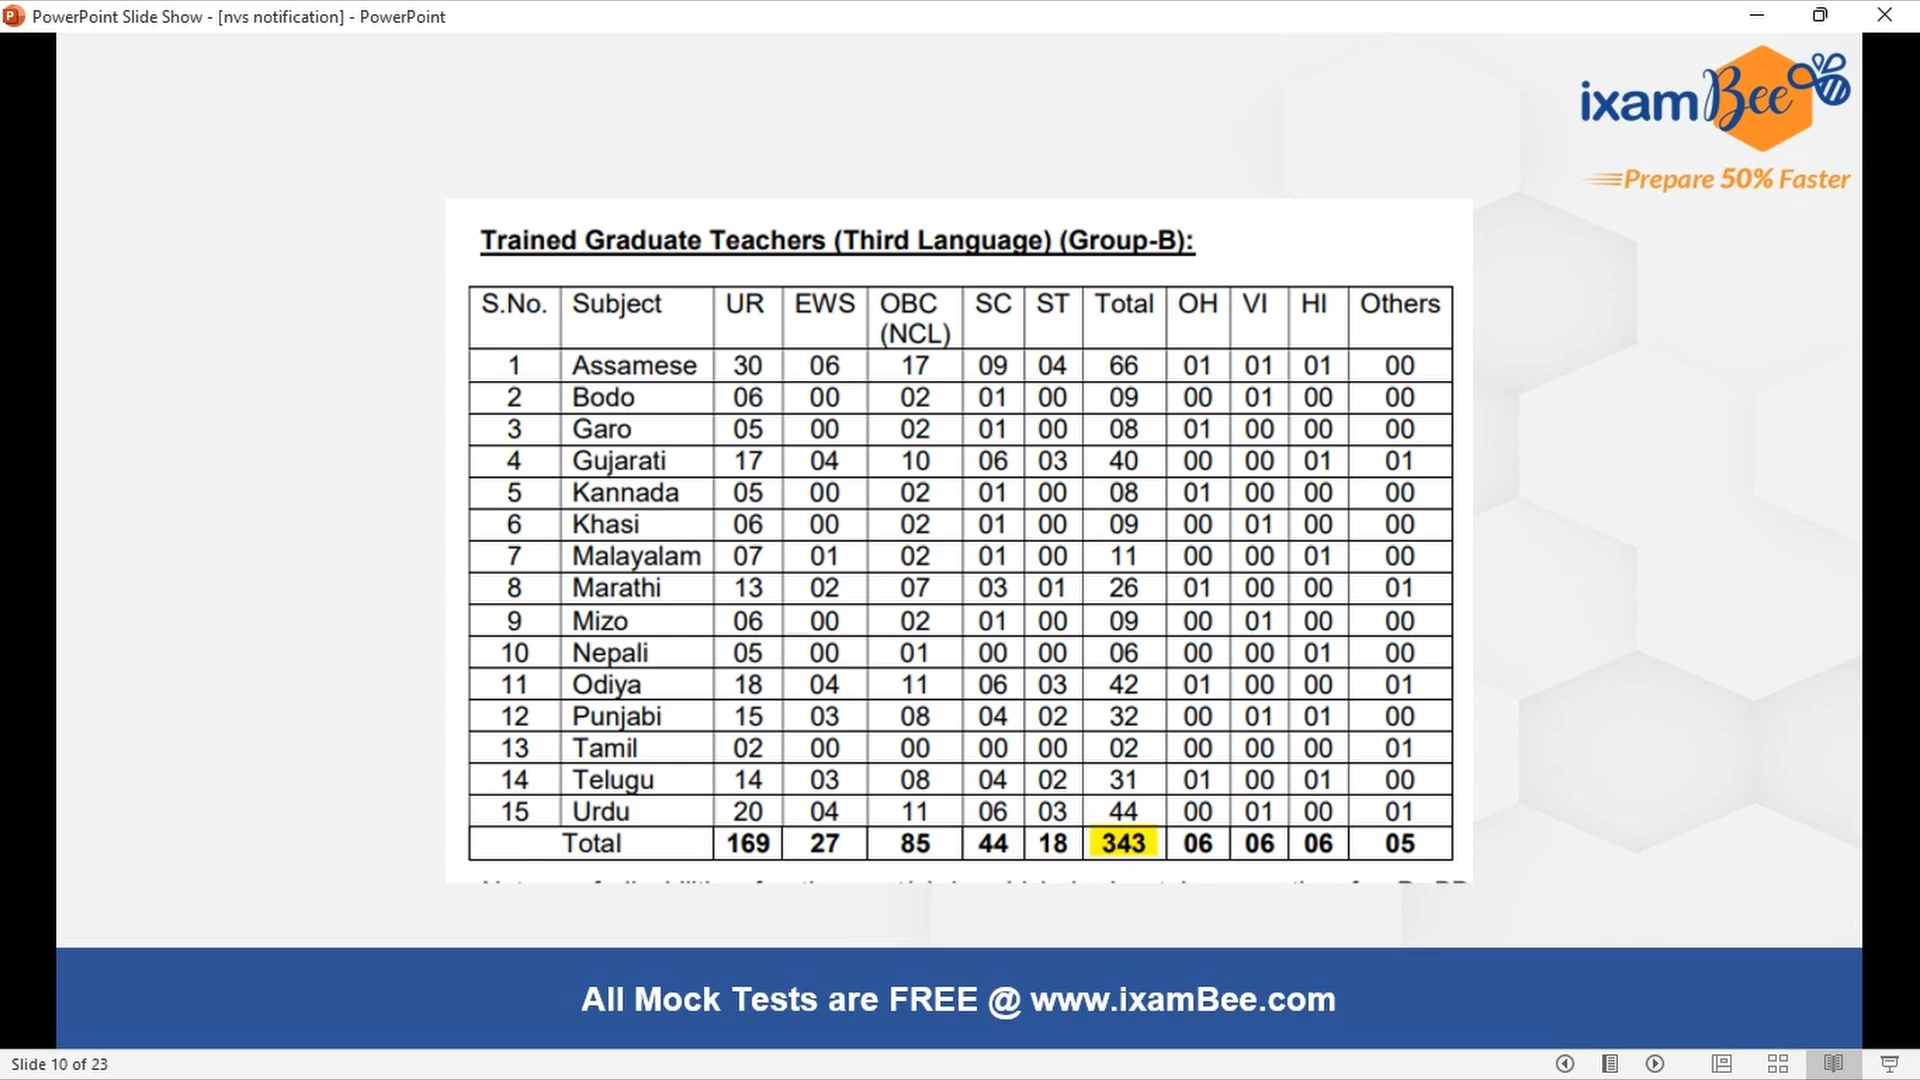 PowerPoint Slide Show - [nvs notification] - PowerPoint
ixamBee
Prepare 50% Faster
Trained Graduate Teachers (Third Language) (Group-B):
S.No. Subject UR EWS OBC (NCL) SC ST Total OH VI HI Others
1 Assamese 30 06 17 09 04 66 01 01 01 00
2 Bodo 06 00 02 01 00 09 00 01 00 00
3 Garo 05 00 02 01 00 08 01 00 00 00
4 Gujarati 17 04 10 06 03 40 00 00 01 01
5 Kannada 05 00 02 01 00 08 01 00 00 00
6 Khasi 06 00 02 01 00 09 00 01 00 00
7 Malayalam 07 01 02 01 00 11 00 00 01 00
8 Marathi 13 02 07 03 01 26 01 00 00 01
9 Mizo 06 00 02 01 00 09 00 01 00 00
10 Nepali 05 00 01 00 00 06 00 00 01 00
11 Odiya 18 04 11 06 03 42 01 00 00 01
12 Punjabi 15 03 08 04 02 32 00 01 01 00
13 Tamil 02 00 00 00 00 02 00 00 00 01
14 Telugu 14 03 08 04 02 31 01 00 01 00
15 Urdu 20 04 11 06 03 44 00 01 00 01
Total 169 27 85 44 18 343 06 06 06 05
All Mock Tests are FREE @ www.ixamBee.com
Slide 10 of 23